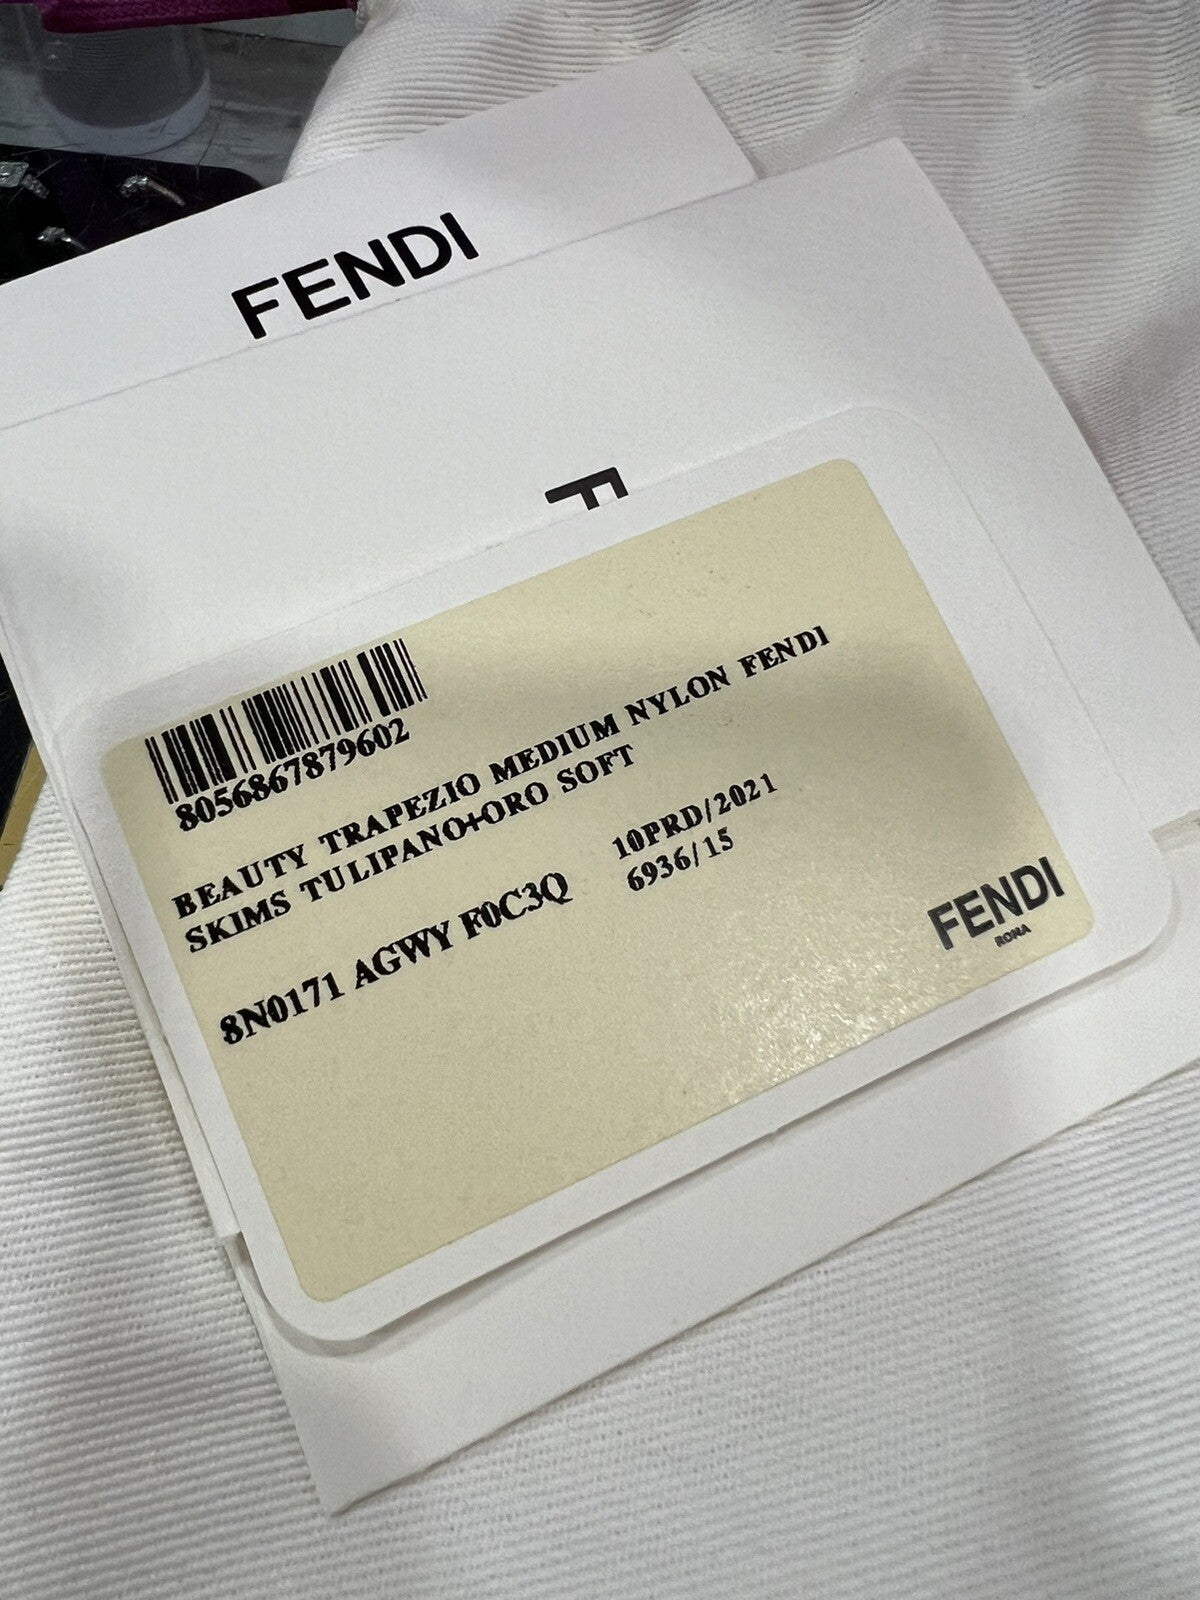 FENDI
F
8056867879602
BEAUTY TRAPEZIO MEDIUM NYLON FENDI
SKIMS TULIPANO+ORO SOFT
10PRD/2021
8N0171 AGWY F0C3Q
6936/15
FENDI
ROMA